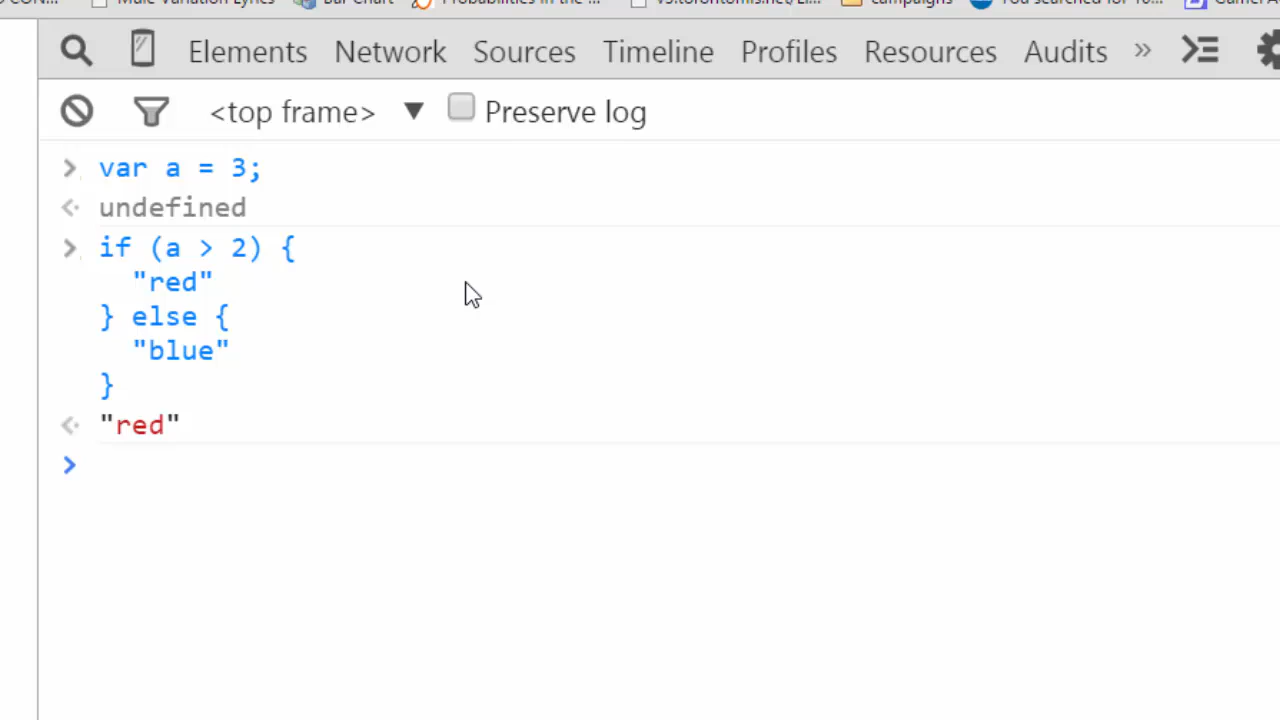 Elements Network Sources Timeline Profiles Resources Audits »
<top frame> ▼ Preserve log
> var a = 3;
<· undefined
> if (a > 2) {
"red"
} else {
"blue"
}
<· "red"
>